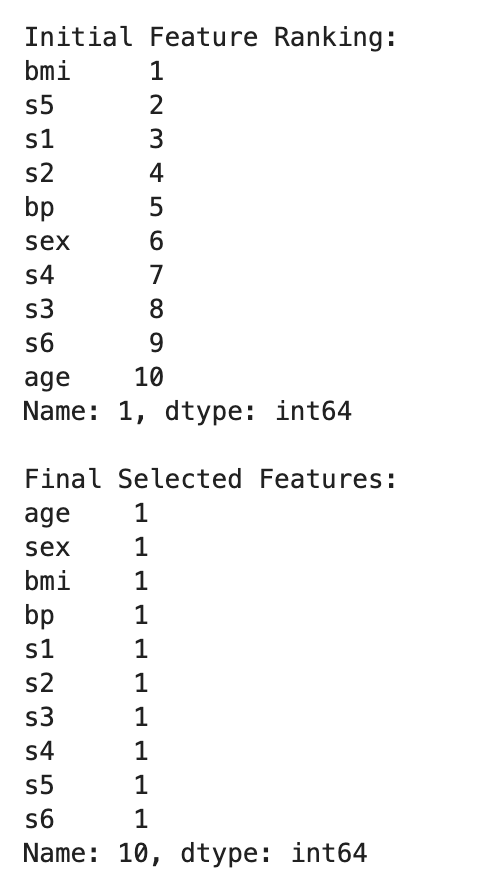 Initial Feature Ranking:
bmi     1
s5      2
s1      3
s2      4
bp      5
sex     6
s4      7
s3      8
s6      9
age    10
Name: 1, dtype: int64

Final Selected Features:
age    1
sex    1
bmi    1
bp     1
s1     1
s2     1
s3     1
s4     1
s5     1
s6     1
Name: 10, dtype: int64